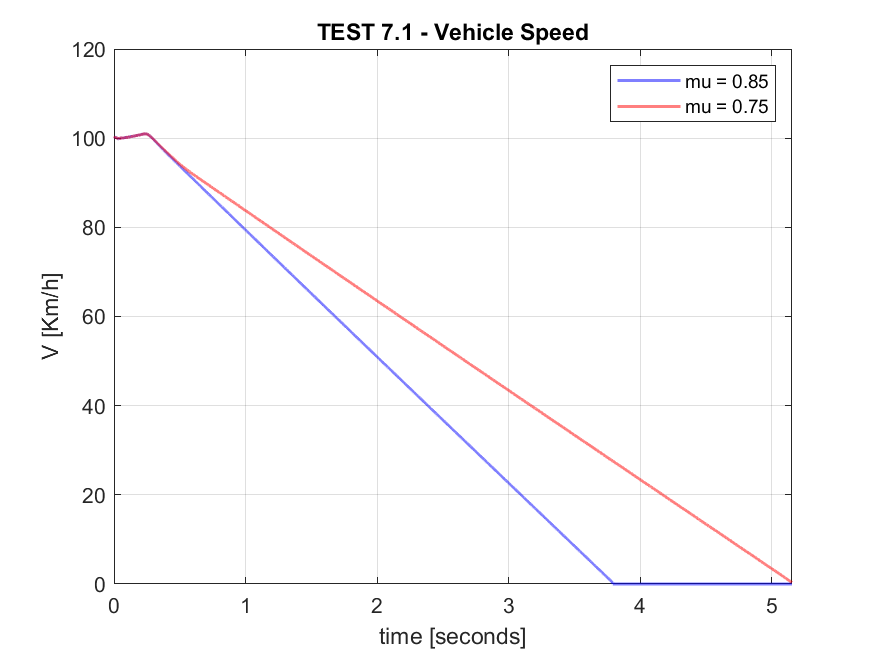 TEST 7.1 - Vehicle Speed
120
100
80
60
40
20
0
V [Km/h]
mu = 0.85
mu = 0.75
0 1 2 3 4 5
time [seconds]